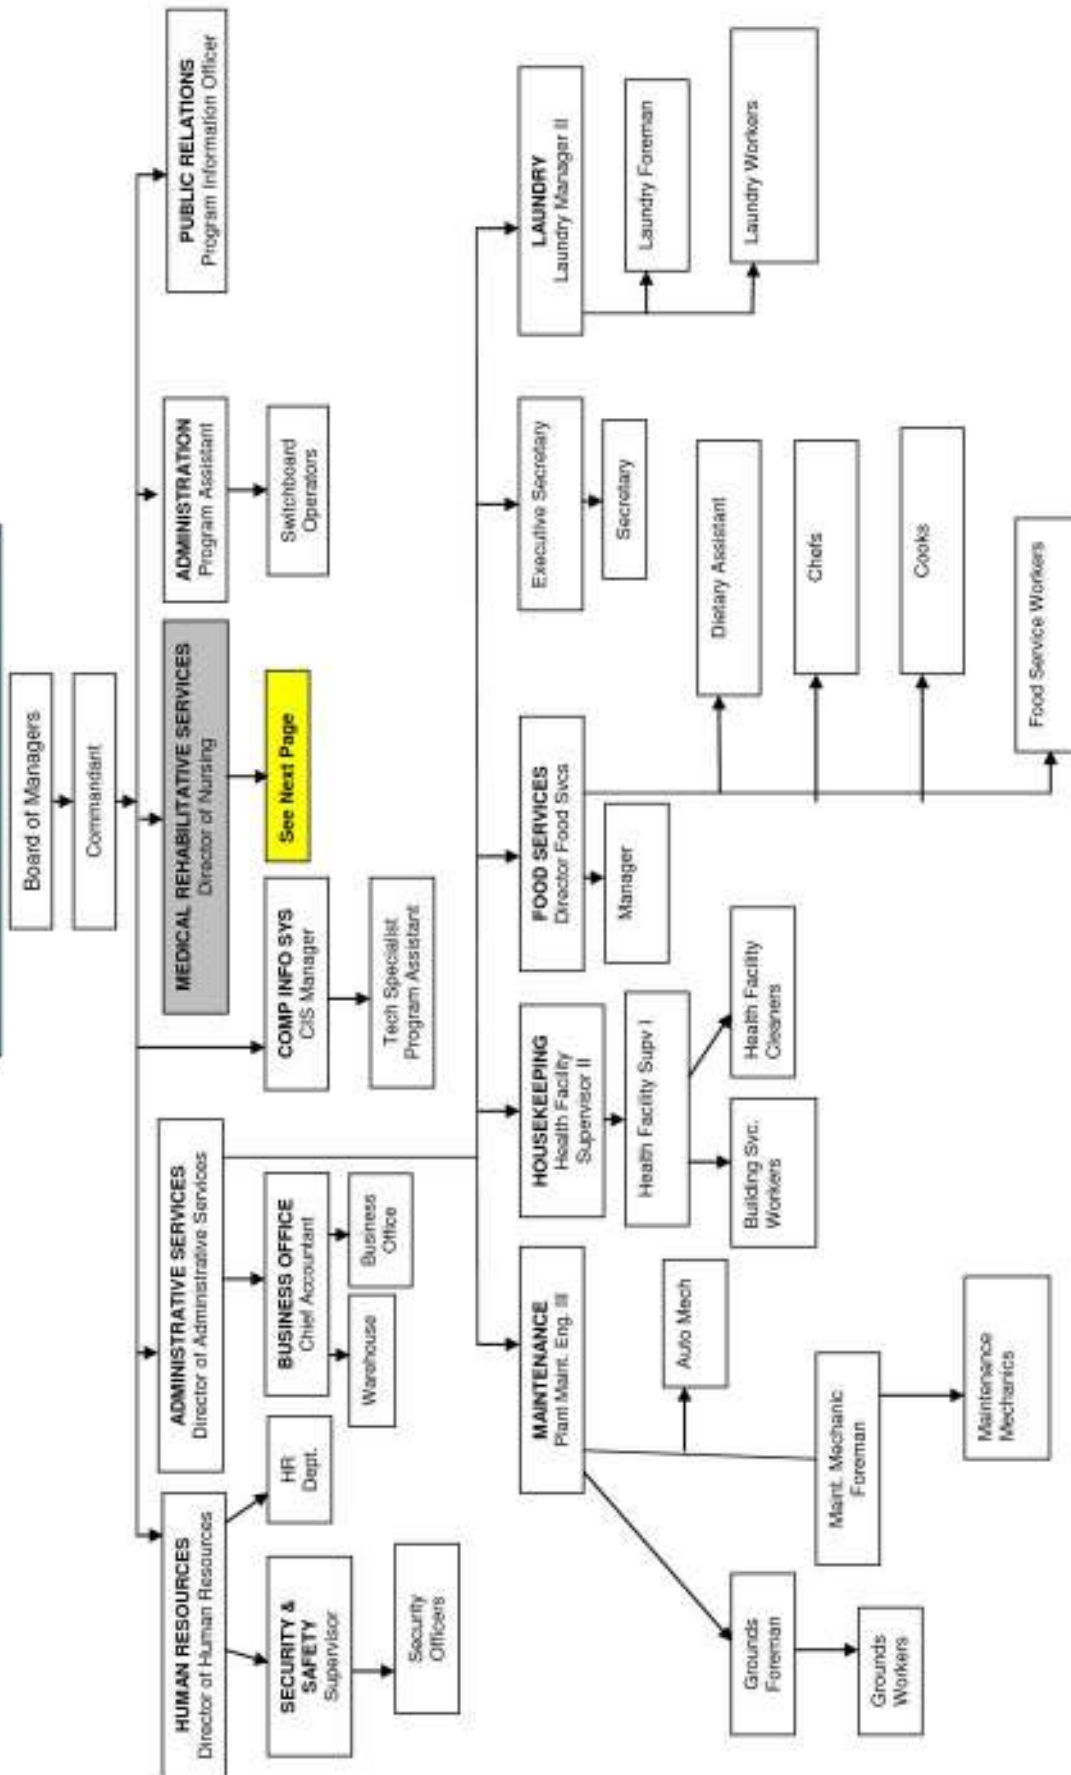 Board of Managers
Commandant
HUMAN RESOURCES
Director of Human Resources
ADMINISTRATIVE SERVICES
Director of Administrative Services
MEDICAL REHABILITATIVE SERVICES
Director of Nursing
ADMINISTRATION
Program Assistant
PUBLIC RELATIONS
Program Information Officer
SECURITY &
SAFETY
Supervisor
HR
Dept.
BUSINESS OFFICE
Chief Accountant
COMP INFO SYS
CIS Manager
See Next Page
Switchboard
Operators
Security
Officers
Warehouse
Business
Office
Tech Specialist
Program Assistant
MAINTENANCE
Plant Maint. Eng. III
HOUSEKEEPING
Health Facility
Supervisor II
FOOD SERVICES
Director Food Svcs
Executive Secretary
LAUNDRY
Laundry Manager II
Manager
Secretary
Health Facility Supv I
Laundry Foreman
Auto Mech
Dietary Assistant
Grounds
Foreman
Building Svc.
Workers
Health Facility
Cleaners
Laundry Workers
Maint. Mechanic
Foreman
Chefs
Grounds
Workers
Cooks
Maintenance
Mechanics
Food Service Workers